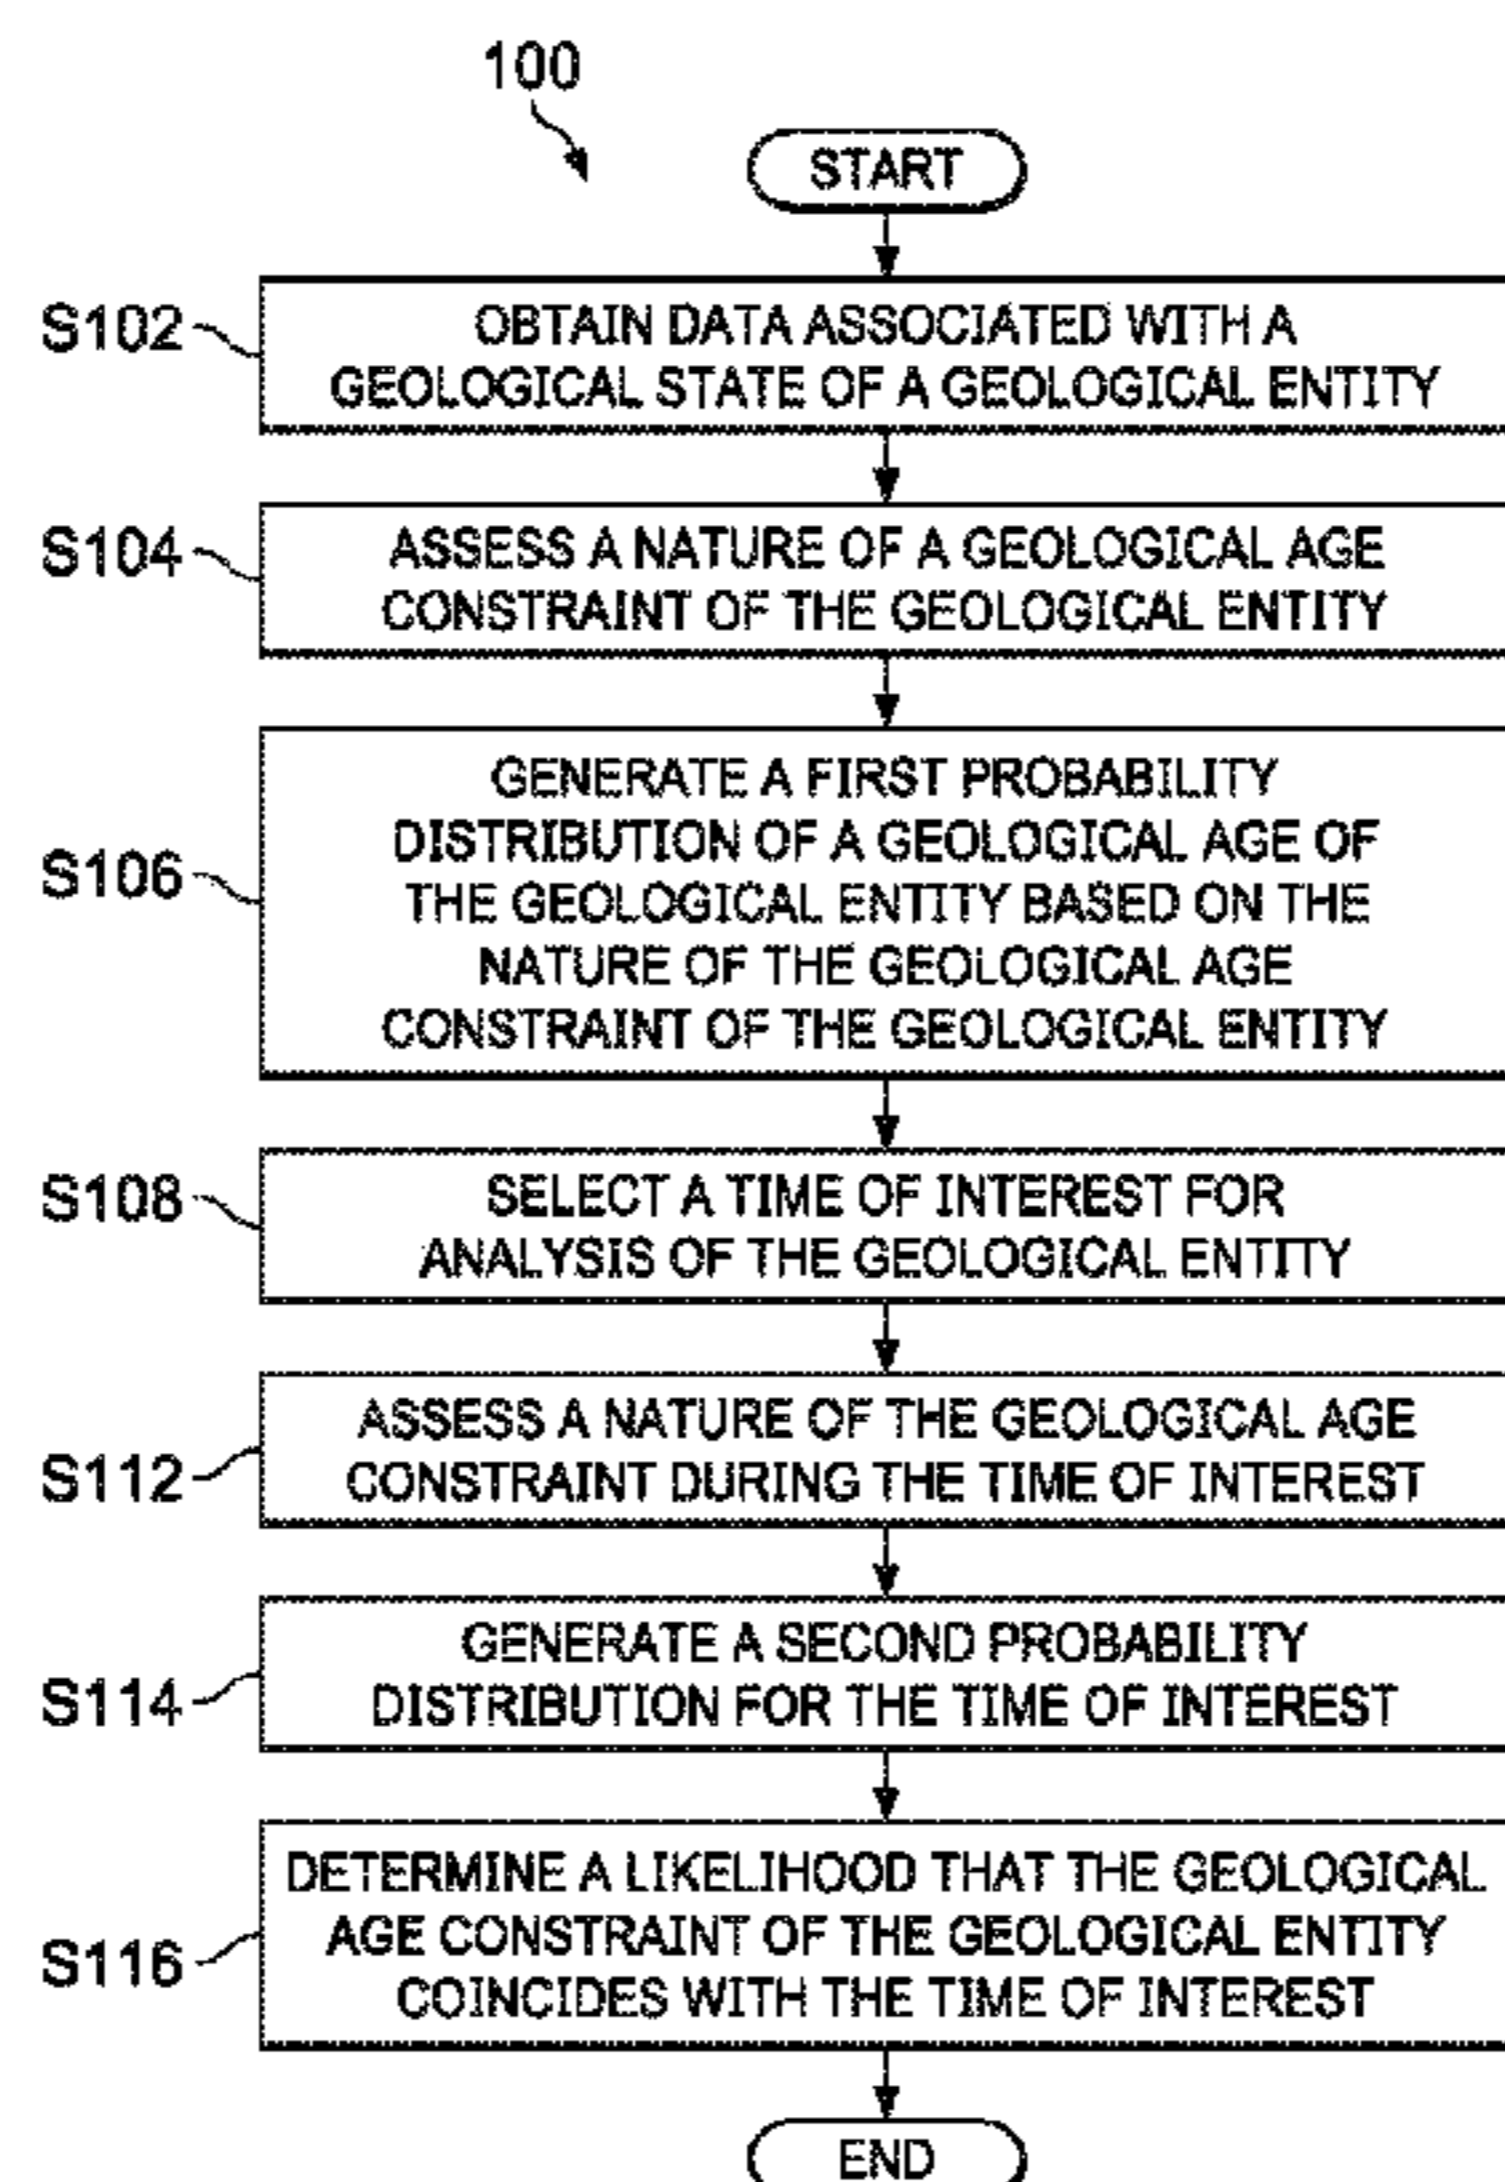 100
START
S102
OBTAIN DATA ASSOCIATED WITH A
GEOLOGICAL STATE OF A GEOLOGICAL ENTITY
S104
ASSESS A NATURE OF A GEOLOGICAL AGE
CONSTRAINT OF THE GEOLOGICAL ENTITY
S106
GENERATE A FIRST PROBABILITY
DISTRIBUTION OF A GEOLOGICAL AGE OF
THE GEOLOGICAL ENTITY BASED ON THE
NATURE OF THE GEOLOGICAL AGE
CONSTRAINT OF THE GEOLOGICAL ENTITY
S108
SELECT A TIME OF INTEREST FOR
ANALYSIS OF THE GEOLOGICAL ENTITY
S112
ASSESS A NATURE OF THE GEOLOGICAL AGE
CONSTRAINT DURING THE TIME OF INTEREST
S114
GENERATE A SECOND PROBABILITY
DISTRIBUTION FOR THE TIME OF INTEREST
S116
DETERMINE A LIKELIHOOD THAT THE GEOLOGICAL
AGE CONSTRAINT OF THE GEOLOGICAL ENTITY
COINCIDES WITH THE TIME OF INTEREST
END